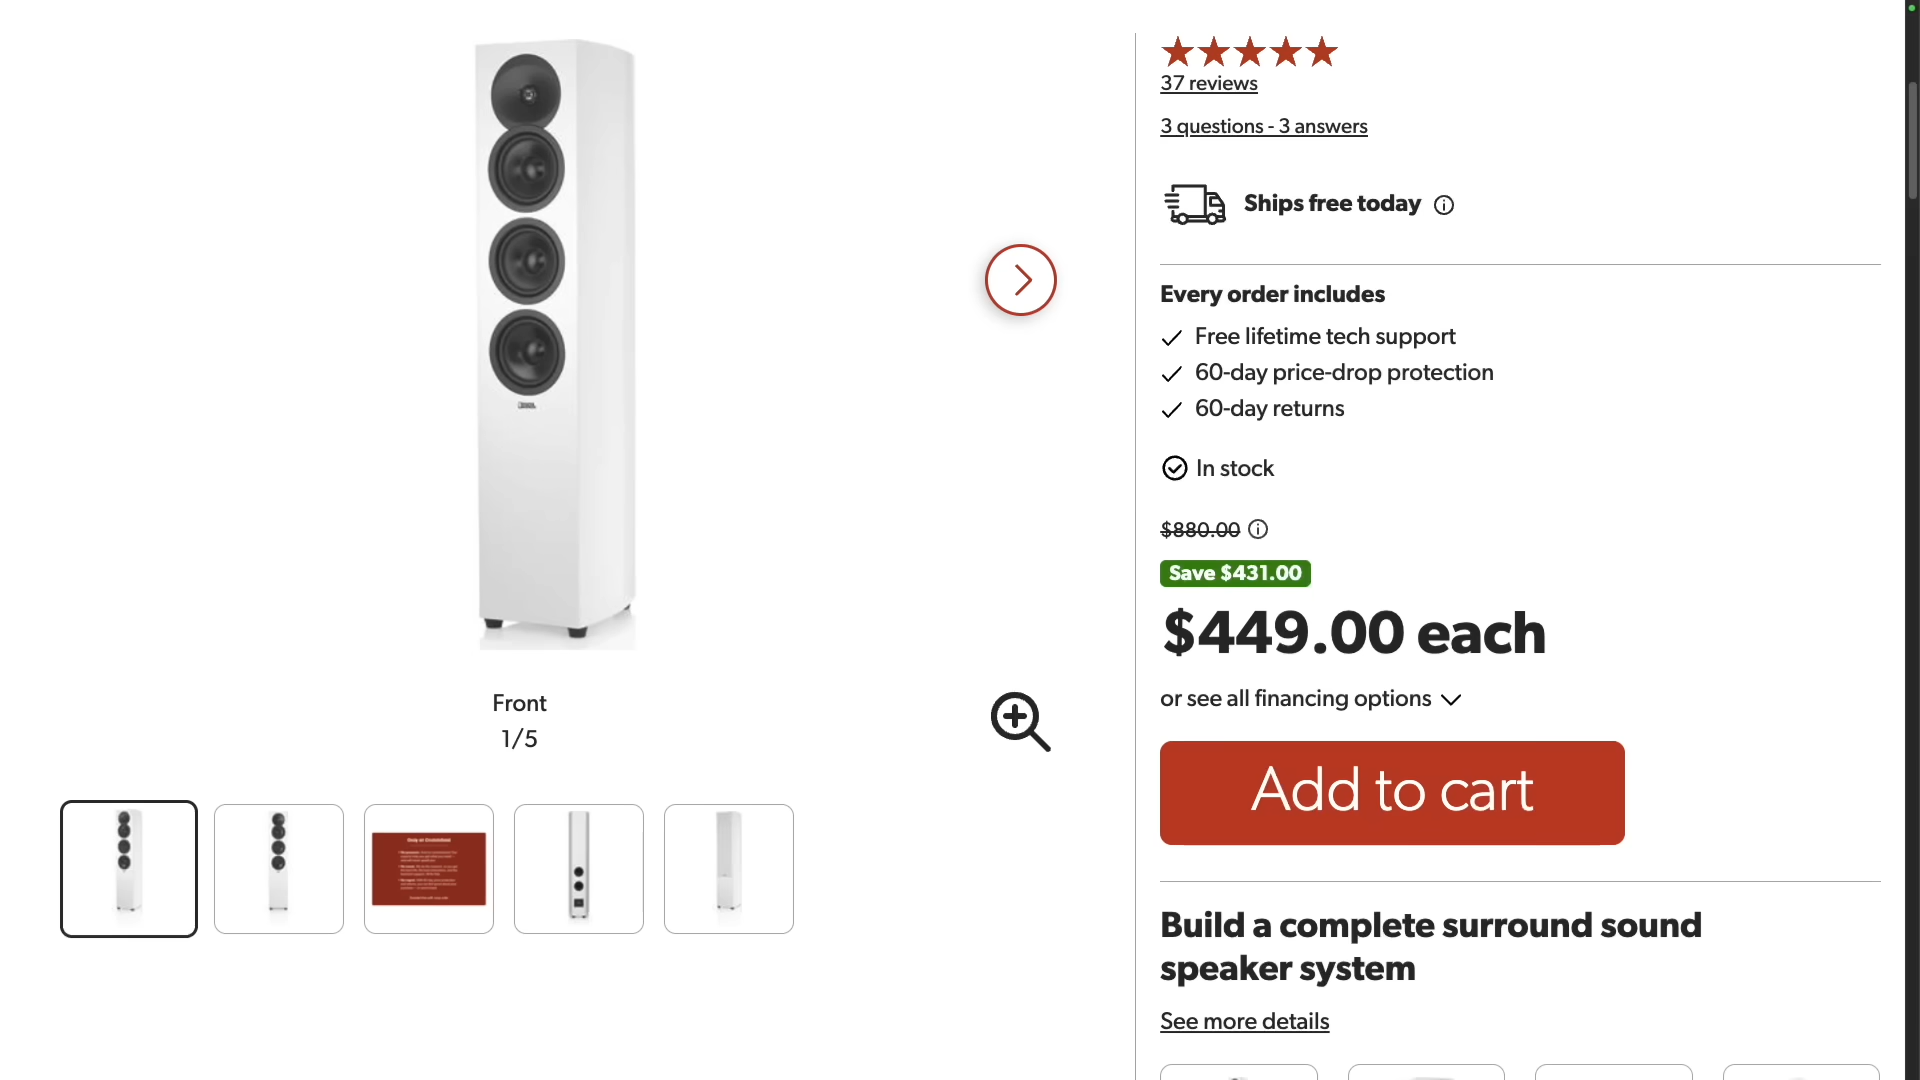 37 reviews
3 questions - 3 answers
Ships free today
Every order includes
Free lifetime tech support
60-day price-drop protection
60-day returns
In stock
$880.00
Save $431.00
$449.00 each
or see all financing options
Add to cart
Build a complete surround sound
speaker system
See more details
Front
1/5